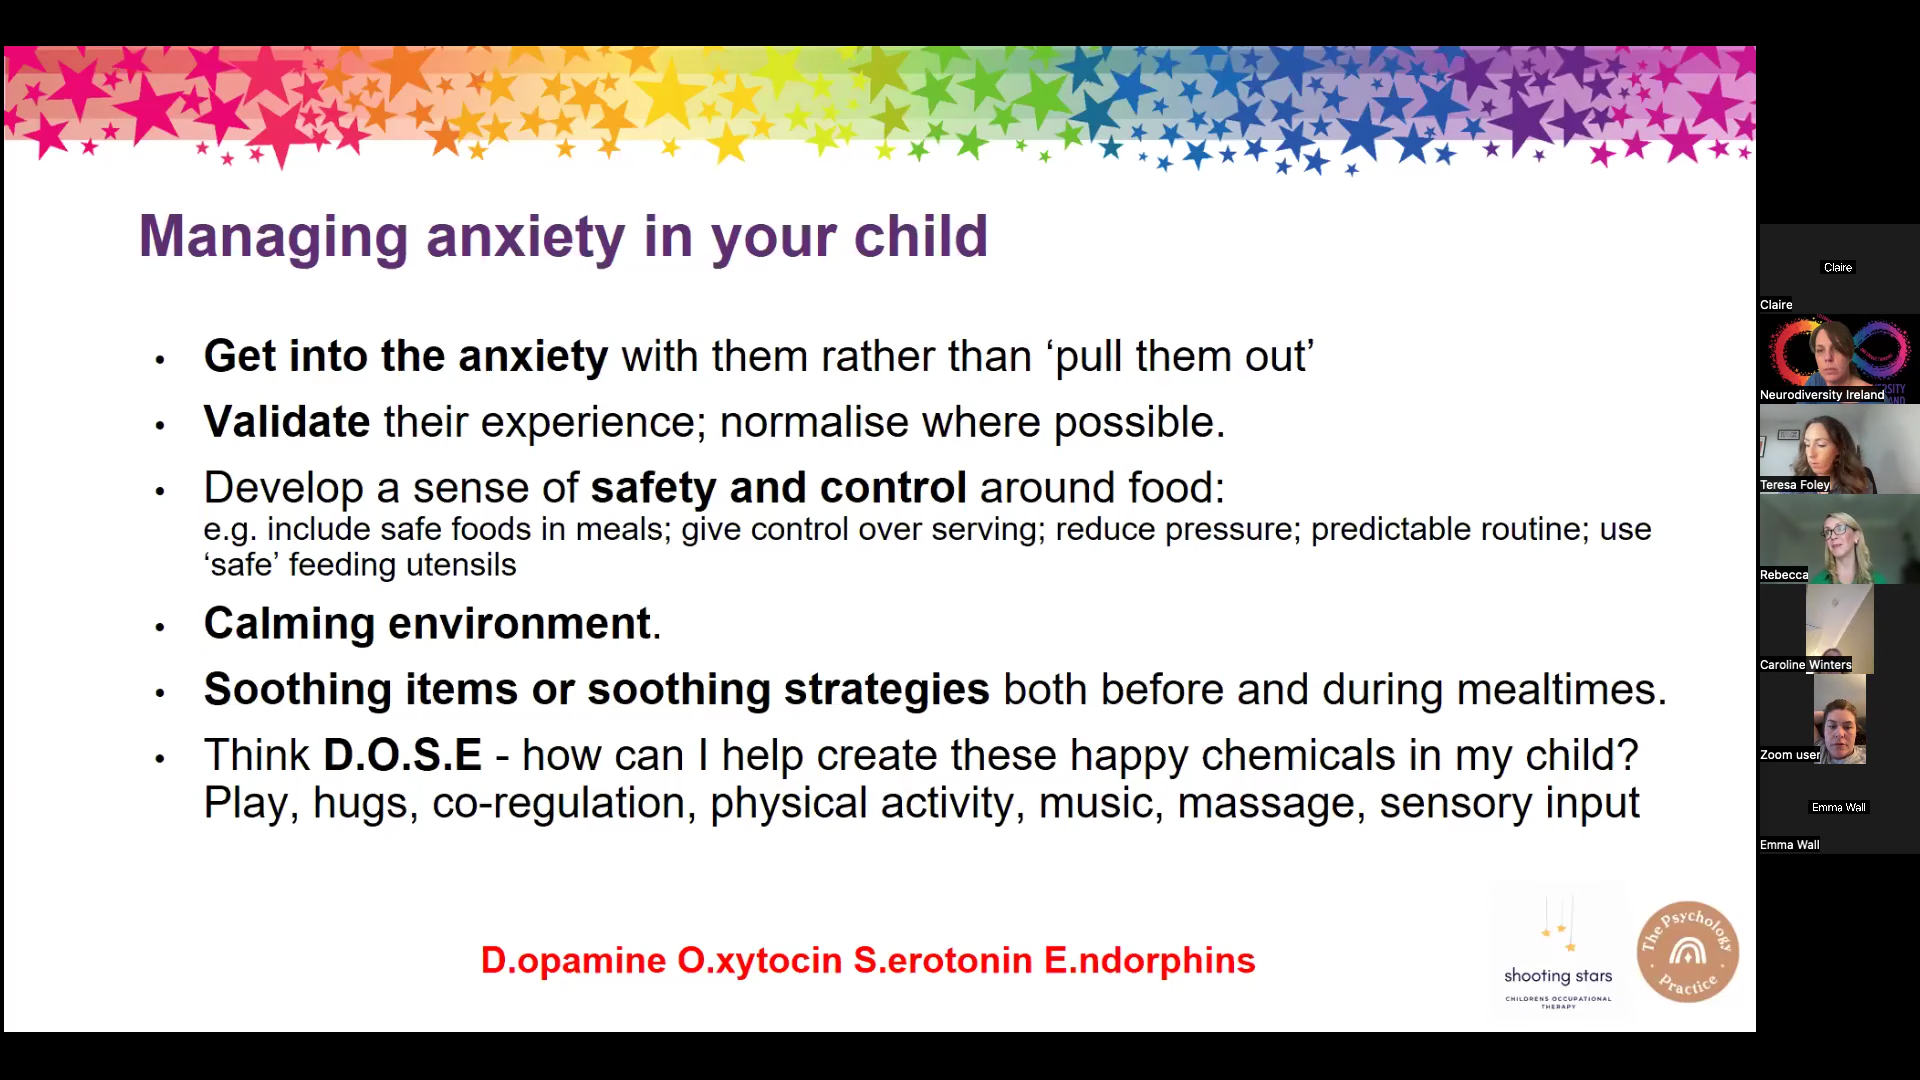 Managing anxiety in your child
• Get into the anxiety with them rather than ‘pull them out’
• Validate their experience; normalise where possible.
• Develop a sense of safety and control around food:
e.g. include safe foods in meals; give control over serving; reduce pressure; predictable routine; use
‘safe’ feeding utensils
• Calming environment.
• Soothing items or soothing strategies both before and during mealtimes.
• Think D.O.S.E - how can I help create these happy chemicals in my child?
Play, hugs, co-regulation, physical activity, music, massage, sensory input
D.opamine O.xytocin S.erotonin E.ndorphins
shooting stars
CHILDRENS OCCUPATIONAL
THERAPY
The Psychology
Practice
Claire
Claire
Neurodiversity Ireland
Teresa Foley
Rebecca
Caroline Winters
Zoom user
Emma Wall
Emma Wall